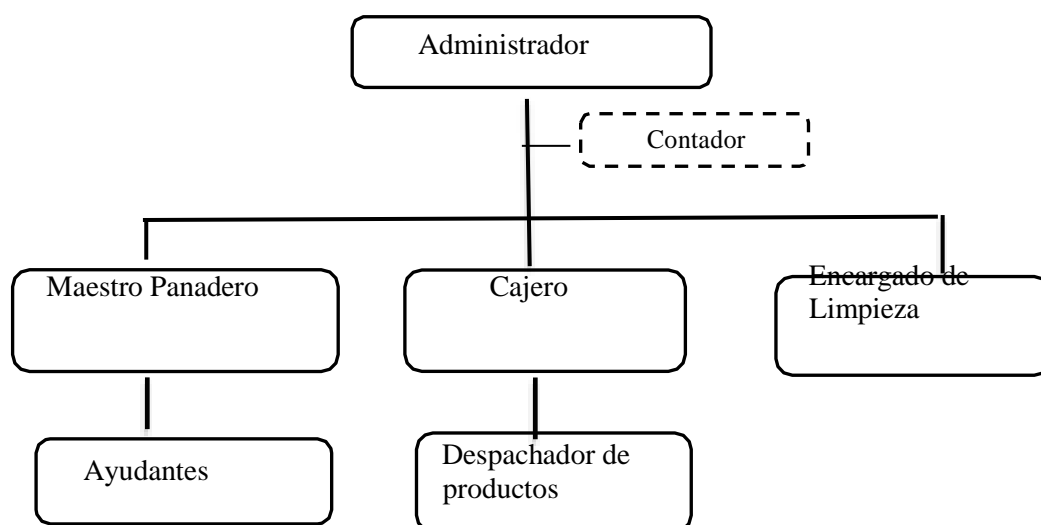 Administrador
Contador
Maestro Panadero
Cajero
Encargado de
Limpieza
Ayudantes
Despachador de
productos